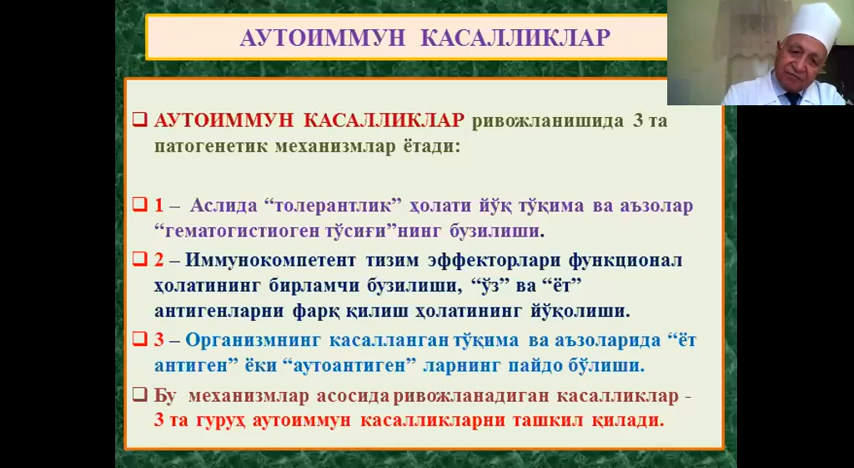 АУТОИММУН КАСАЛЛИКЛАР
АУТОИММУН КАСАЛЛИКЛАР ривожланишида 3 та
патогенетик механизмлар ётади:
1 – Аслида “толерантлик” ҳолати йўқ тўқима ва аъзолар
“гематогистиоген тўсиғи”нинг бузилиши.
2 – Иммунокомпетент тизим эффекторлари функционал
ҳолатининг бирламчи бузилиши, “ўз” ва “ёт”
антигенларни фарқ қилиш ҳолатининг йўқолиши.
3 – Организмнинг касалланган тўқима ва аъзоларида “ёт
антиген” ёки “аутоантиген” ларнинг пайдо бўлиши.
Бу механизмлар асосида ривожланадиган касалликлар -
3 та гуруҳ аутоиммун касалликларни ташкил қилади.